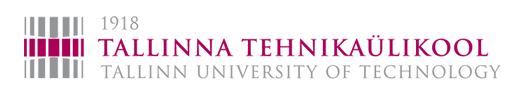 1918
TALLINNA TEHNIKAÜLIKOOL
TALLINN UNIVERSITY OF TECHNOLOGY